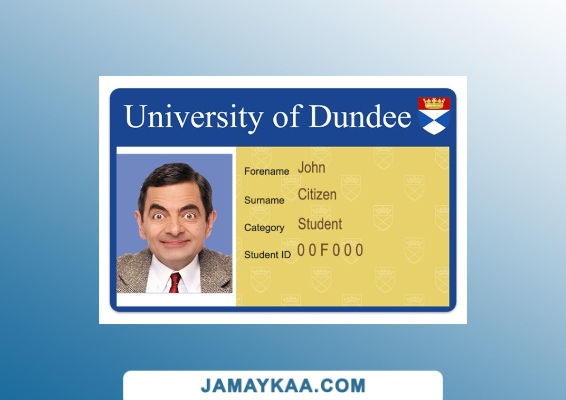 University of Dundee
Forename John
Surname Citizen
Category Student
Student ID 00F000
JAMAYKAA.COM